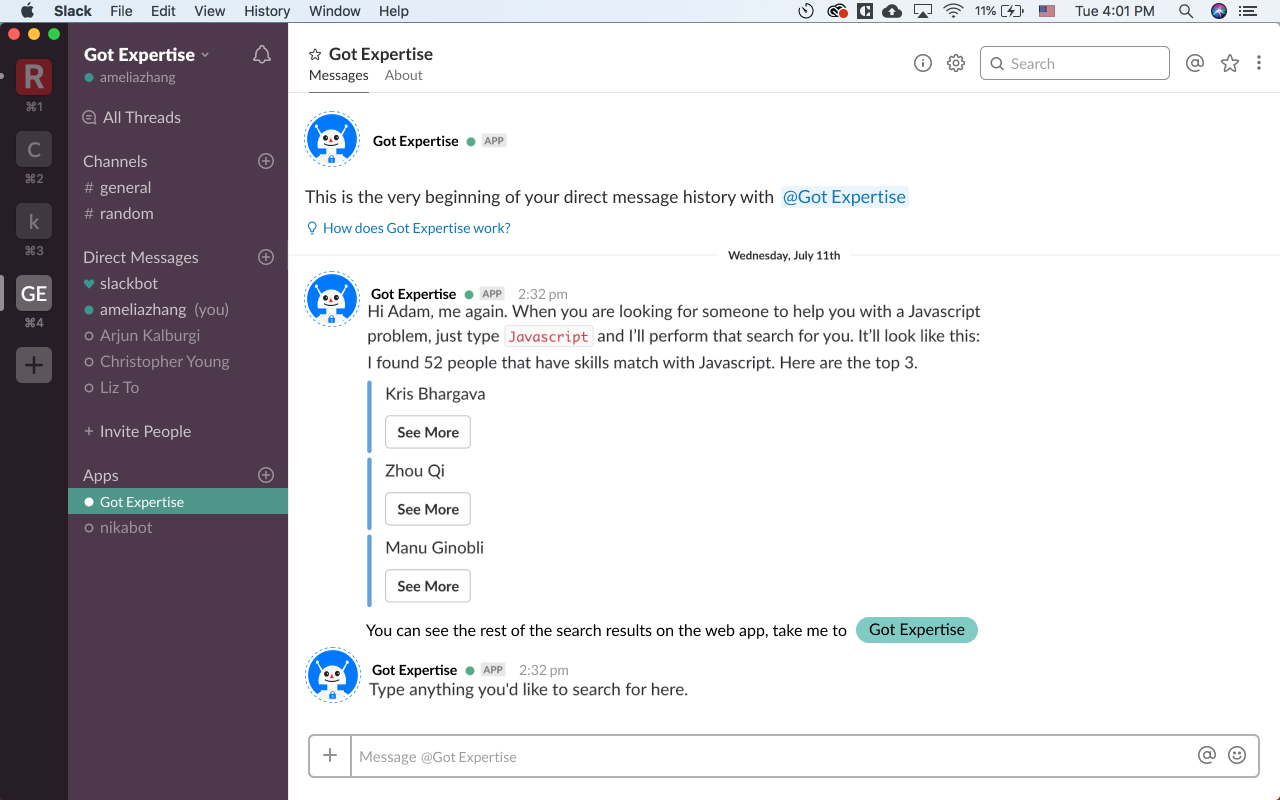 Slack File Edit View History Window Help 11% Tue 4:01 PM
R
⌘1
C
⌘2
k
⌘3
GE
⌘4
Got Expertise
ameliazhang
All Threads
Channels
# general
# random
Direct Messages
slackbot
ameliazhang (you)
Arjun Kalburgi
Christopher Young
Liz To
+ Invite People
Apps
Got Expertise
nikabot
Got Expertise
Messages About
Search
Got Expertise APP
This is the very beginning of your direct message history with @Got Expertise
How does Got Expertise work?
Wednesday, July 11th
Got Expertise APP 2:32 pm
Hi Adam, me again. When you are looking for someone to help you with a Javascript
problem, just type Javascript and I’ll perform that search for you. It’ll look like this:
I found 52 people that have skills match with Javascript. Here are the top 3.
Kris Bhargava
See More
Zhou Qi
See More
Manu Ginobli
See More
You can see the rest of the search results on the web app, take me to Got Expertise
Got Expertise APP 2:32 pm
Type anything you'd like to search for here.
+ Message @Got Expertise @